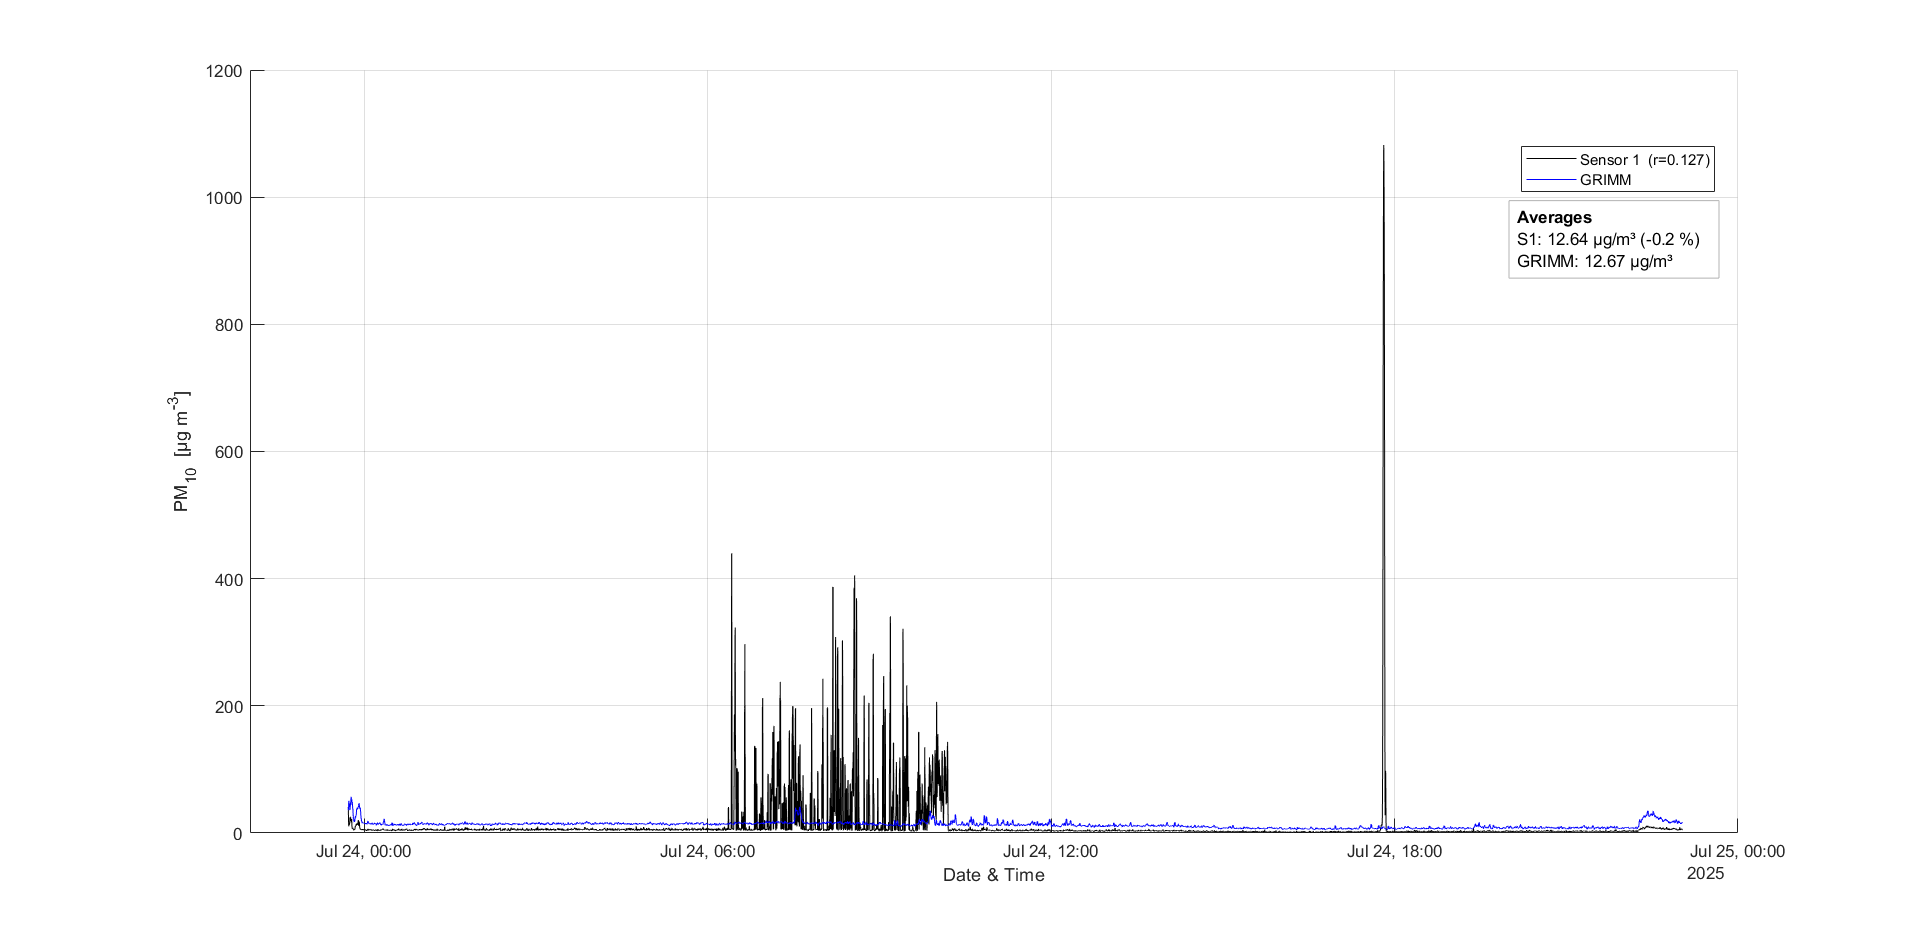 1200
1000
800
600
400
200
0
PM10 [µg m-3]
Sensor 1 (r=0.127)
GRIMM
Averages
S1: 12.64 µg/m³ (-0.2 %)
GRIMM: 12.67 µg/m³
Jul 24, 00:00
Jul 24, 06:00
Jul 24, 12:00
Jul 24, 18:00
Jul 25, 00:00
2025
Date & Time